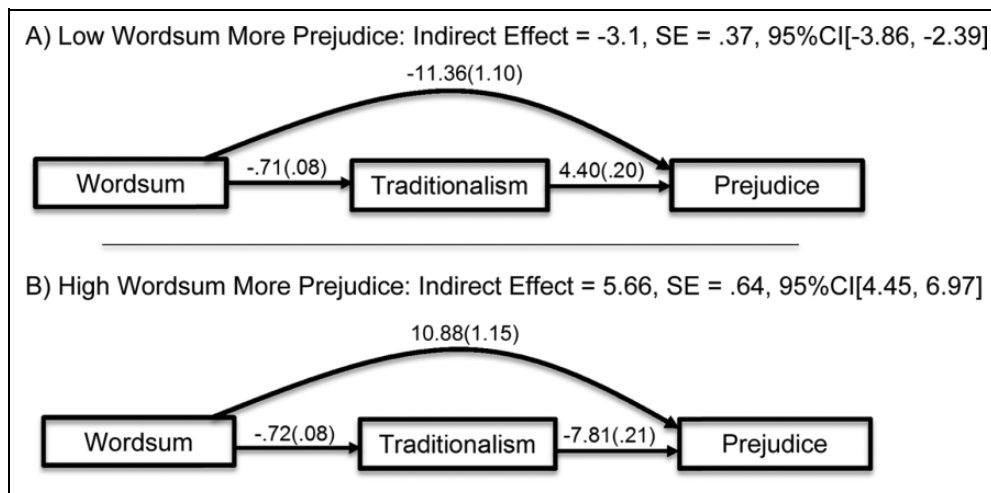 A) Low Wordsum More Prejudice: Indirect Effect = -3.1, SE = .37, 95%CI[-3.86, -2.39]
-11.36(1.10)
Wordsum -.71(.08) Traditionalism 4.40(.20) Prejudice
B) High Wordsum More Prejudice: Indirect Effect = 5.66, SE = .64, 95%CI[4.45, 6.97]
10.88(1.15)
Wordsum -.72(.08) Traditionalism -7.81(.21) Prejudice